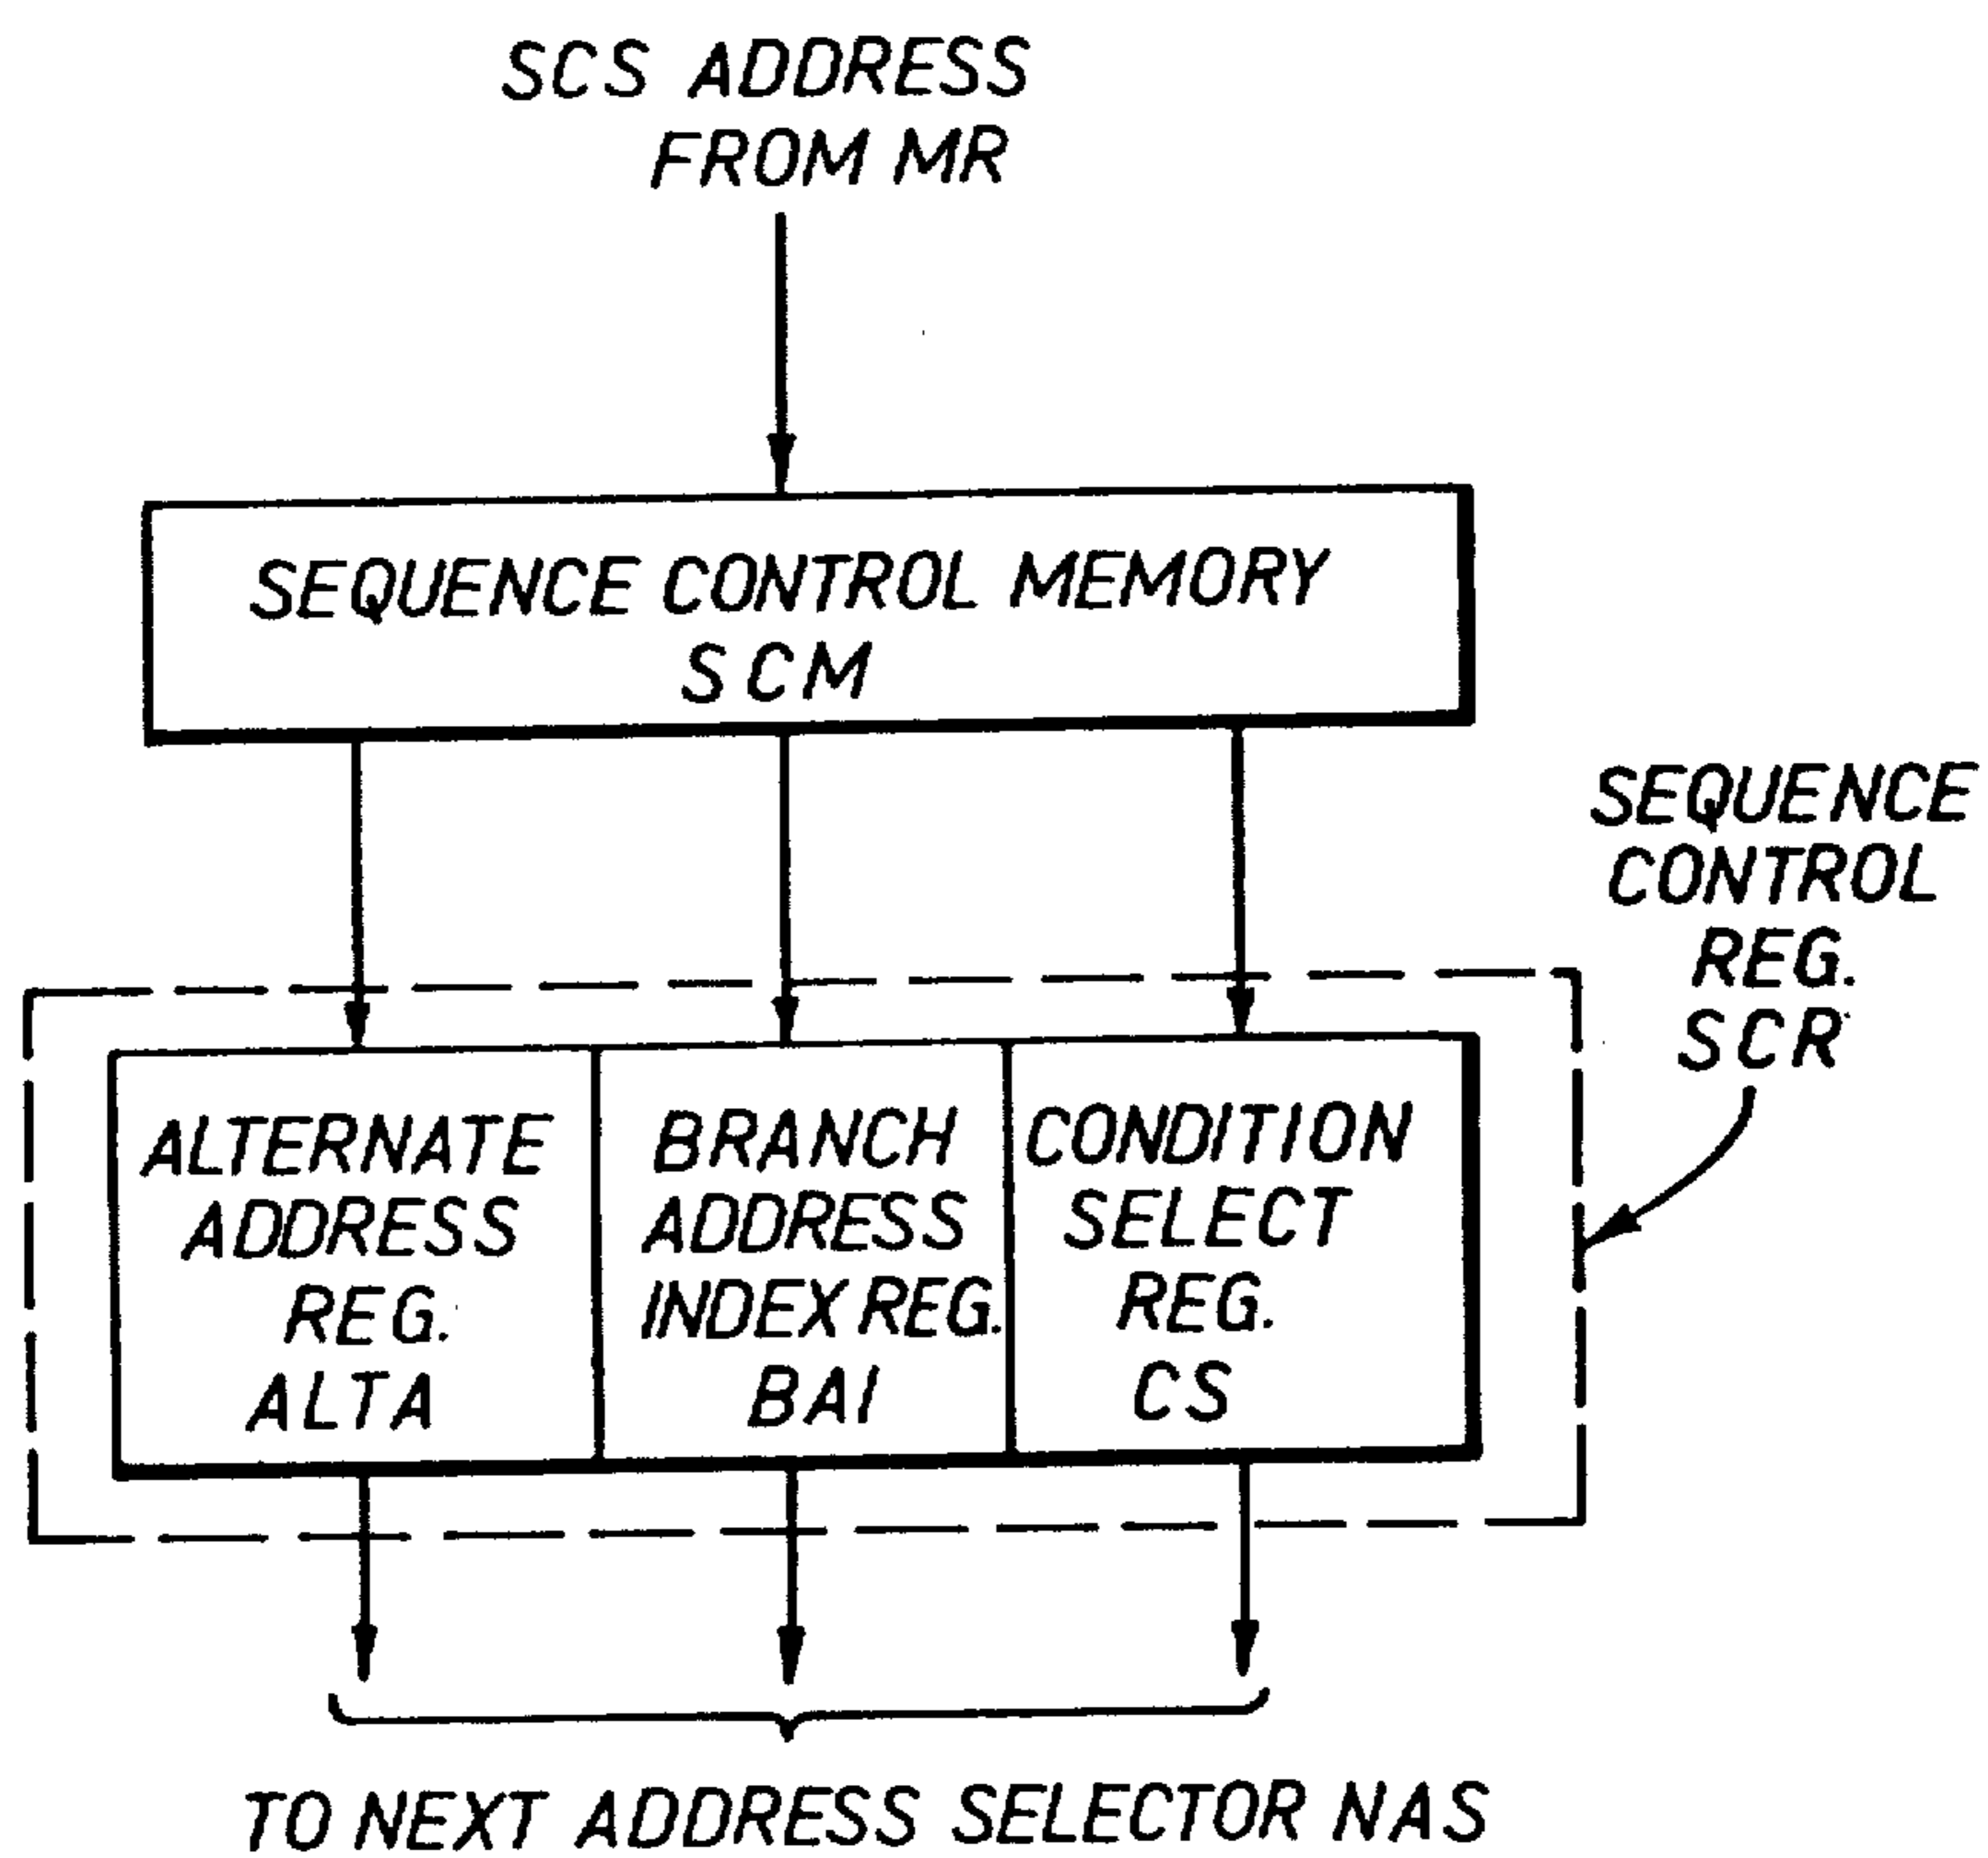 SCS ADDRESS
FROM MR
SEQUENCE CONTROL MEMORY
SCM
SEQUENCE
CONTROL
REG.
SCR
ALTERNATE
ADDRESS
REG.
ALTA
BRANCH
ADDRESS
INDEX REG.
BAI
CONDITION
SELECT
REG.
CS
TO NEXT ADDRESS SELECTOR NAS